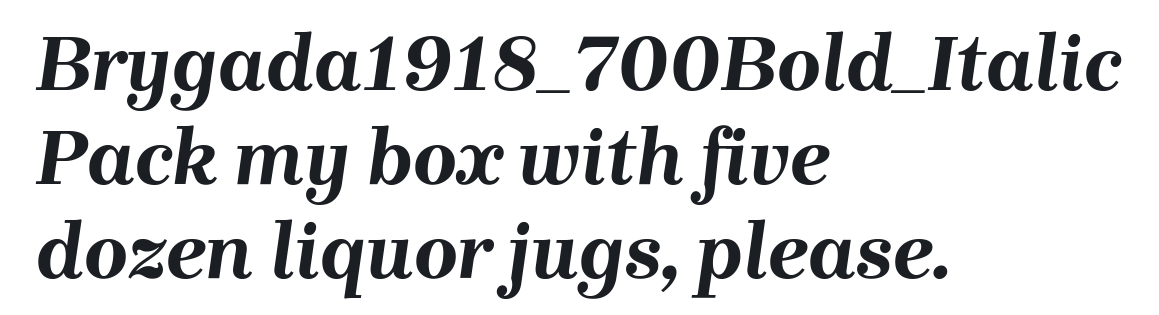 Brygada1918_700Bold_Italic
Pack my box with five
dozen liquor jugs, please.